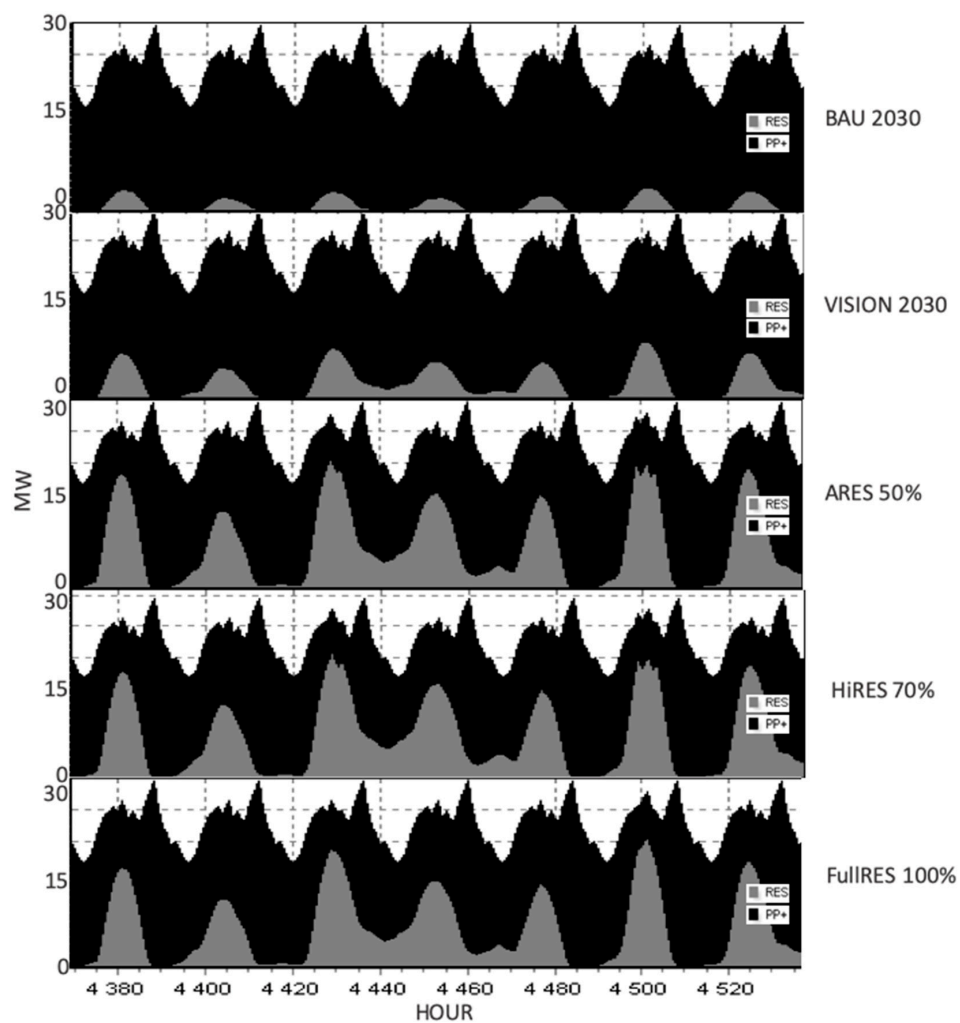 30
15
0
RES
PP+
BAU 2030
30
15
0
RES
PP+
VISION 2030
30
15
0
RES
PP+
ARES 50%
MW
30
15
0
RES
PP+
HiRES 70%
30
15
0
RES
PP+
FullRES 100%
4 380 4 400 4 420 4 440 4 460 4 480 4 500 4 520
HOUR